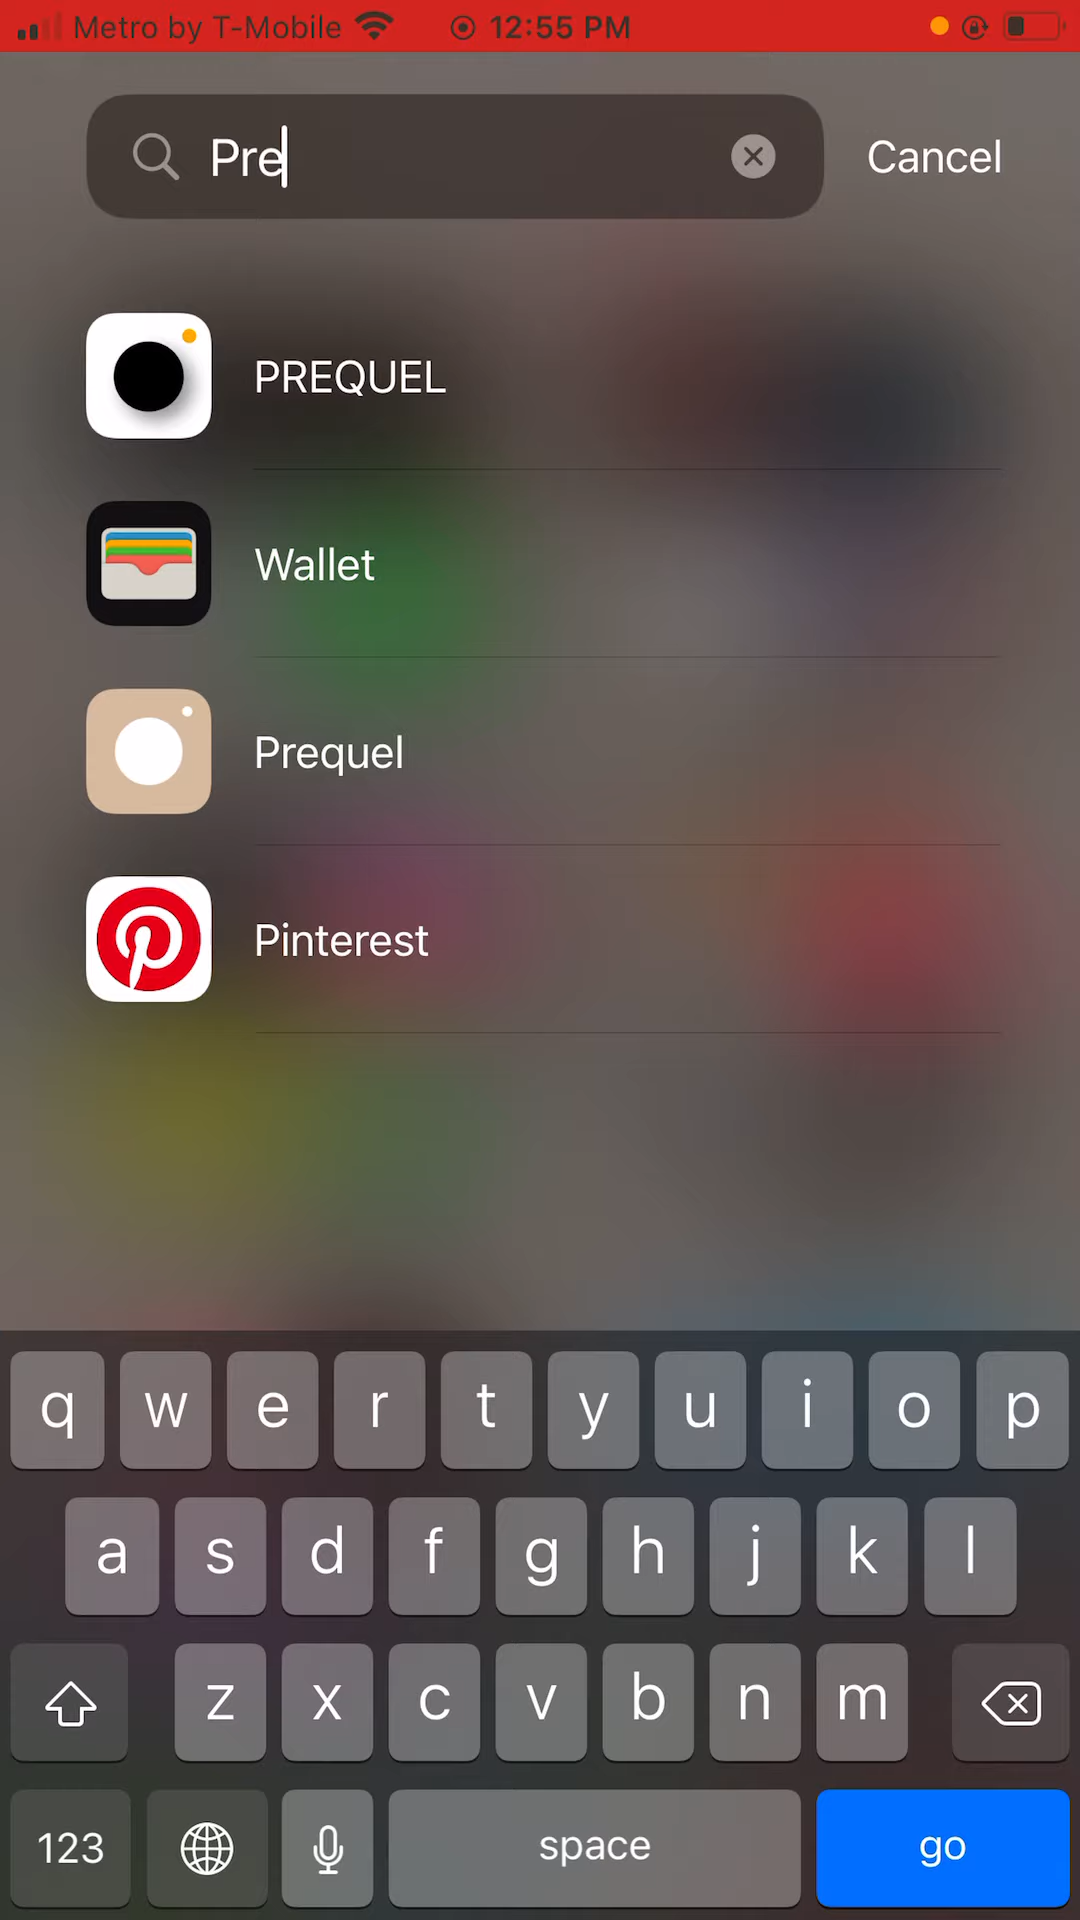 Metro by T-Mobile 12:55 PM
Pre Cancel
PREQUEL
Wallet
Prequel
Pinterest
q w e r t y u i o p
a s d f g h j k l
z x c v b n m
123 space go